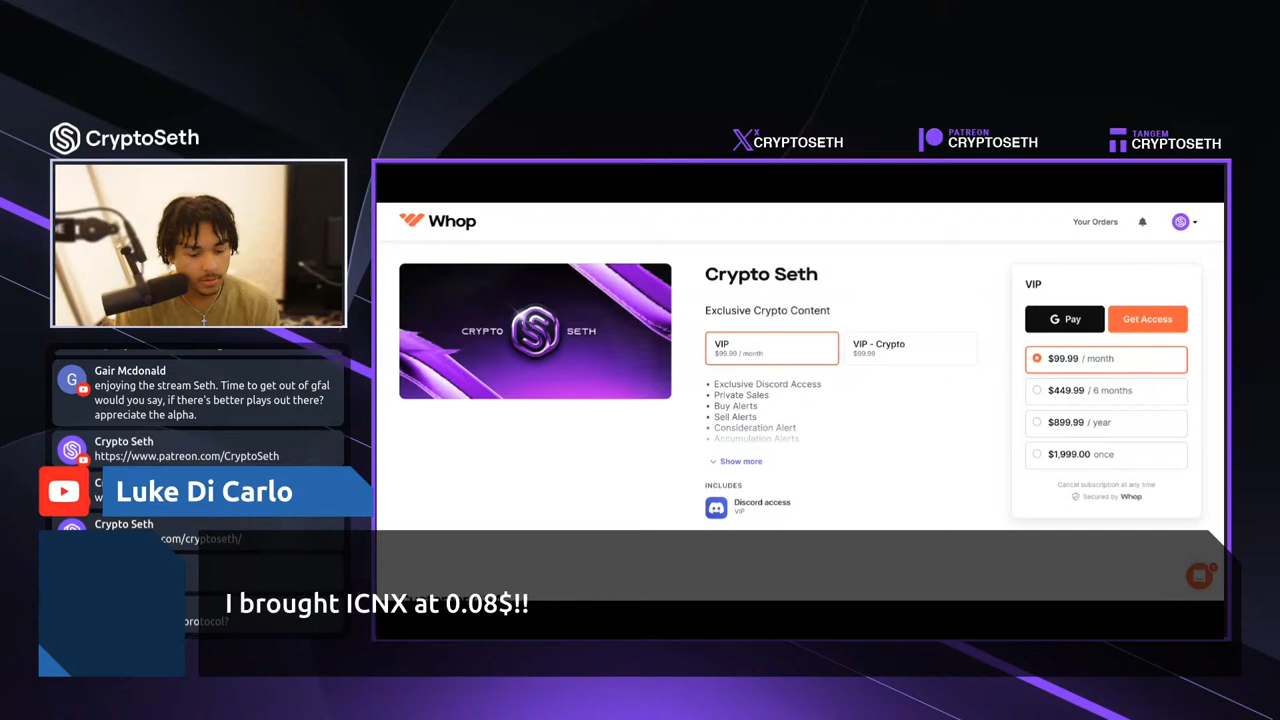 CryptoSeth
X
CRYPTOSETH
PATREON
CRYPTOSETH
TANGEM
CRYPTOSETH
Whop
Your Orders
CRYPTO
SETH
Crypto Seth
Exclusive Crypto Content
VIP
$99.99 / month
VIP - Crypto
$99.99
• Exclusive Discord Access
• Private Sales
• Buy Alerts
• Sell Alerts
• Consideration Alert
• Accumulation Alerts
Show more
INCLUDES
Discord access
VIP
VIP
G Pay
Get Access
$99.99 / month
$449.99 / 6 months
$899.99 / year
$1,999.00 once
Cancel subscription at any time
Secured by Whop
G
Gair Mcdonald
enjoying the stream Seth. Time to get out of gfal
would you say, if there's better plays out there?
appreciate the alpha.
Crypto Seth
https://www.patreon.com/CryptoSeth
Luke Di Carlo
Crypto Seth
.com/cryptoseth/
I brought ICNX at 0.08$!!